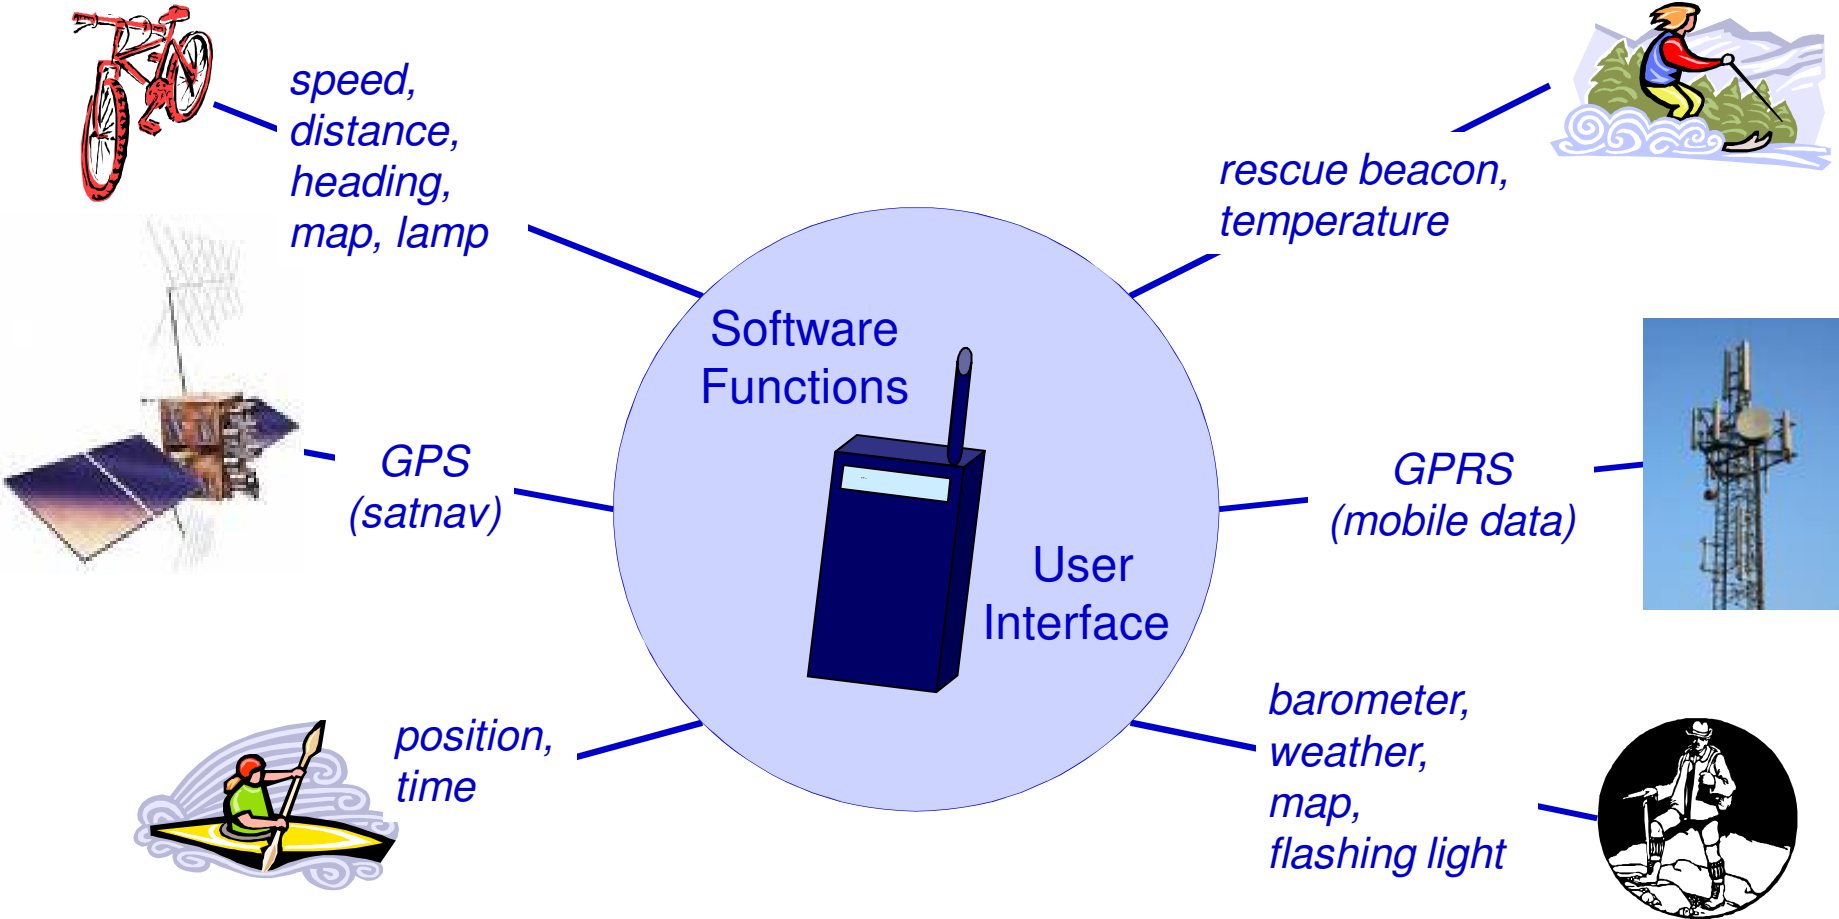 speed,
distance,
heading,
map, lamp
rescue beacon,
temperature
Software
Functions
GPS
(satnav)
GPRS
(mobile data)
User
Interface
position,
time
barometer,
weather,
map,
flashing light